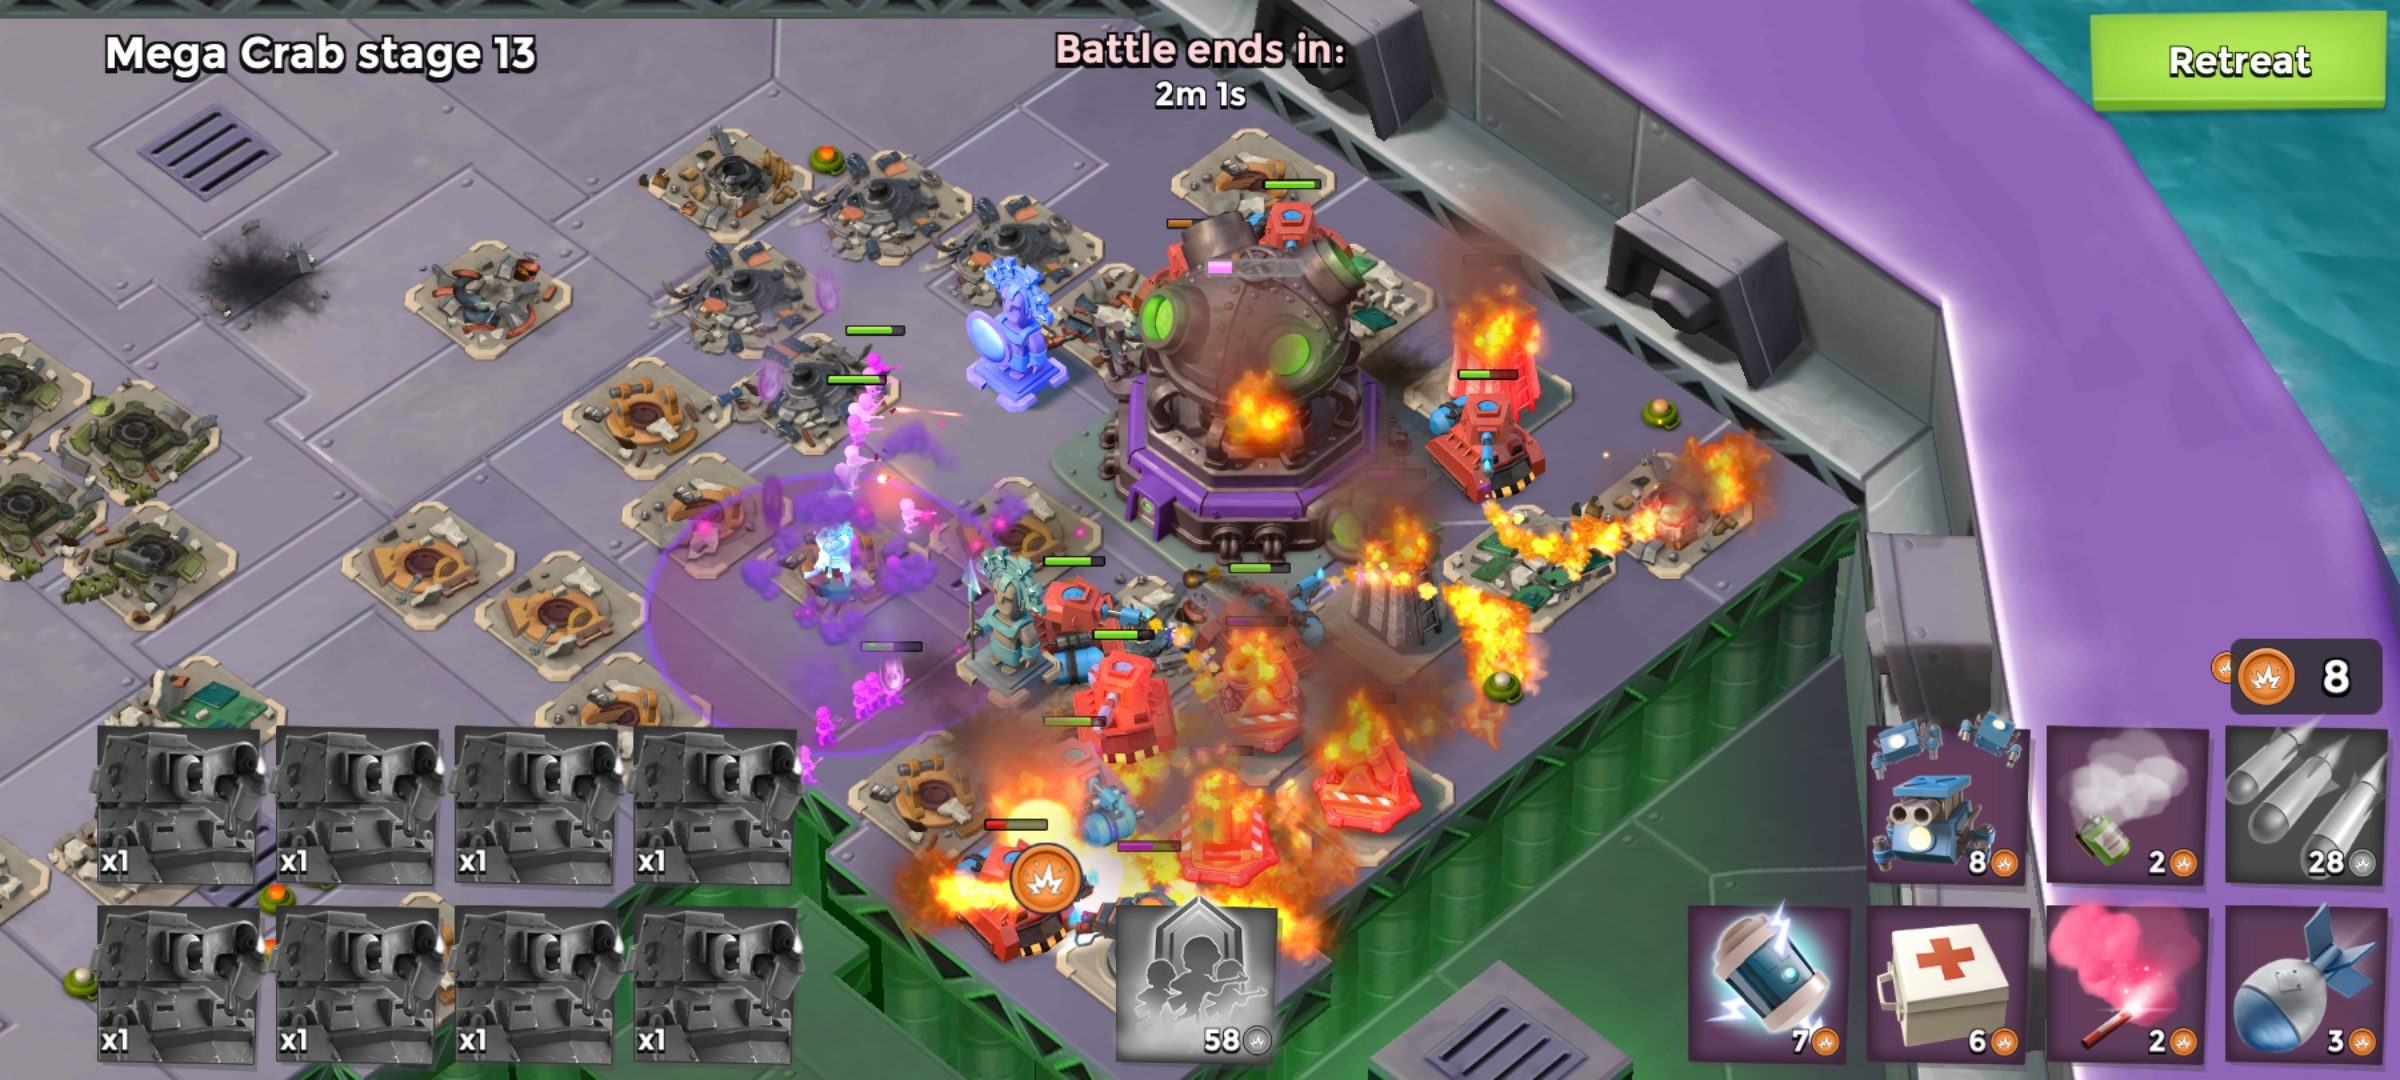 Mega Crab stage 13
Battle ends in:
2m 1s
Retreat
8
x1
x1
x1
x1
8
2
28
x1
x1
x1
x1
58
7
6
2
3